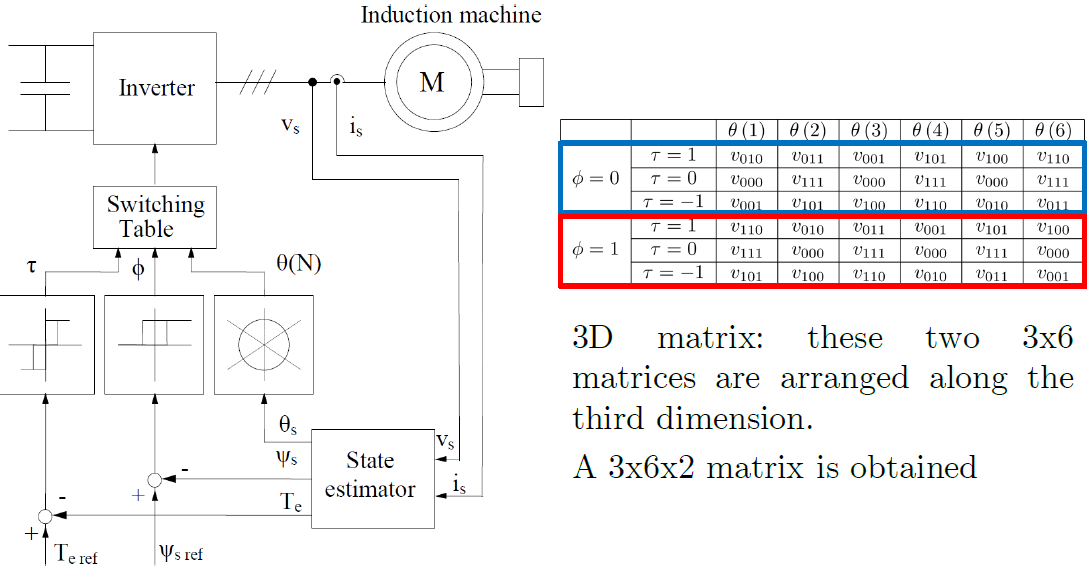 Induction machine
Inverter
M
vs
is
Switching
Table
τ
ϕ
θ(N)
θs
ψs
vs
State
estimator
is
Te
-
+
-
+
Te ref
ψs ref
θ (1) θ (2) θ (3) θ (4) θ (5) θ (6)
ϕ = 0
τ = 1 v010 v011 v001 v101 v100 v110
τ = 0 v000 v111 v000 v111 v000 v111
τ = −1 v001 v101 v100 v110 v010 v011
ϕ = 1
τ = 1 v110 v010 v011 v001 v101 v100
τ = 0 v111 v000 v111 v000 v111 v000
τ = −1 v101 v100 v110 v010 v011 v001
3D matrix: these two 3x6
matrices are arranged along the
third dimension.
A 3x6x2 matrix is obtained